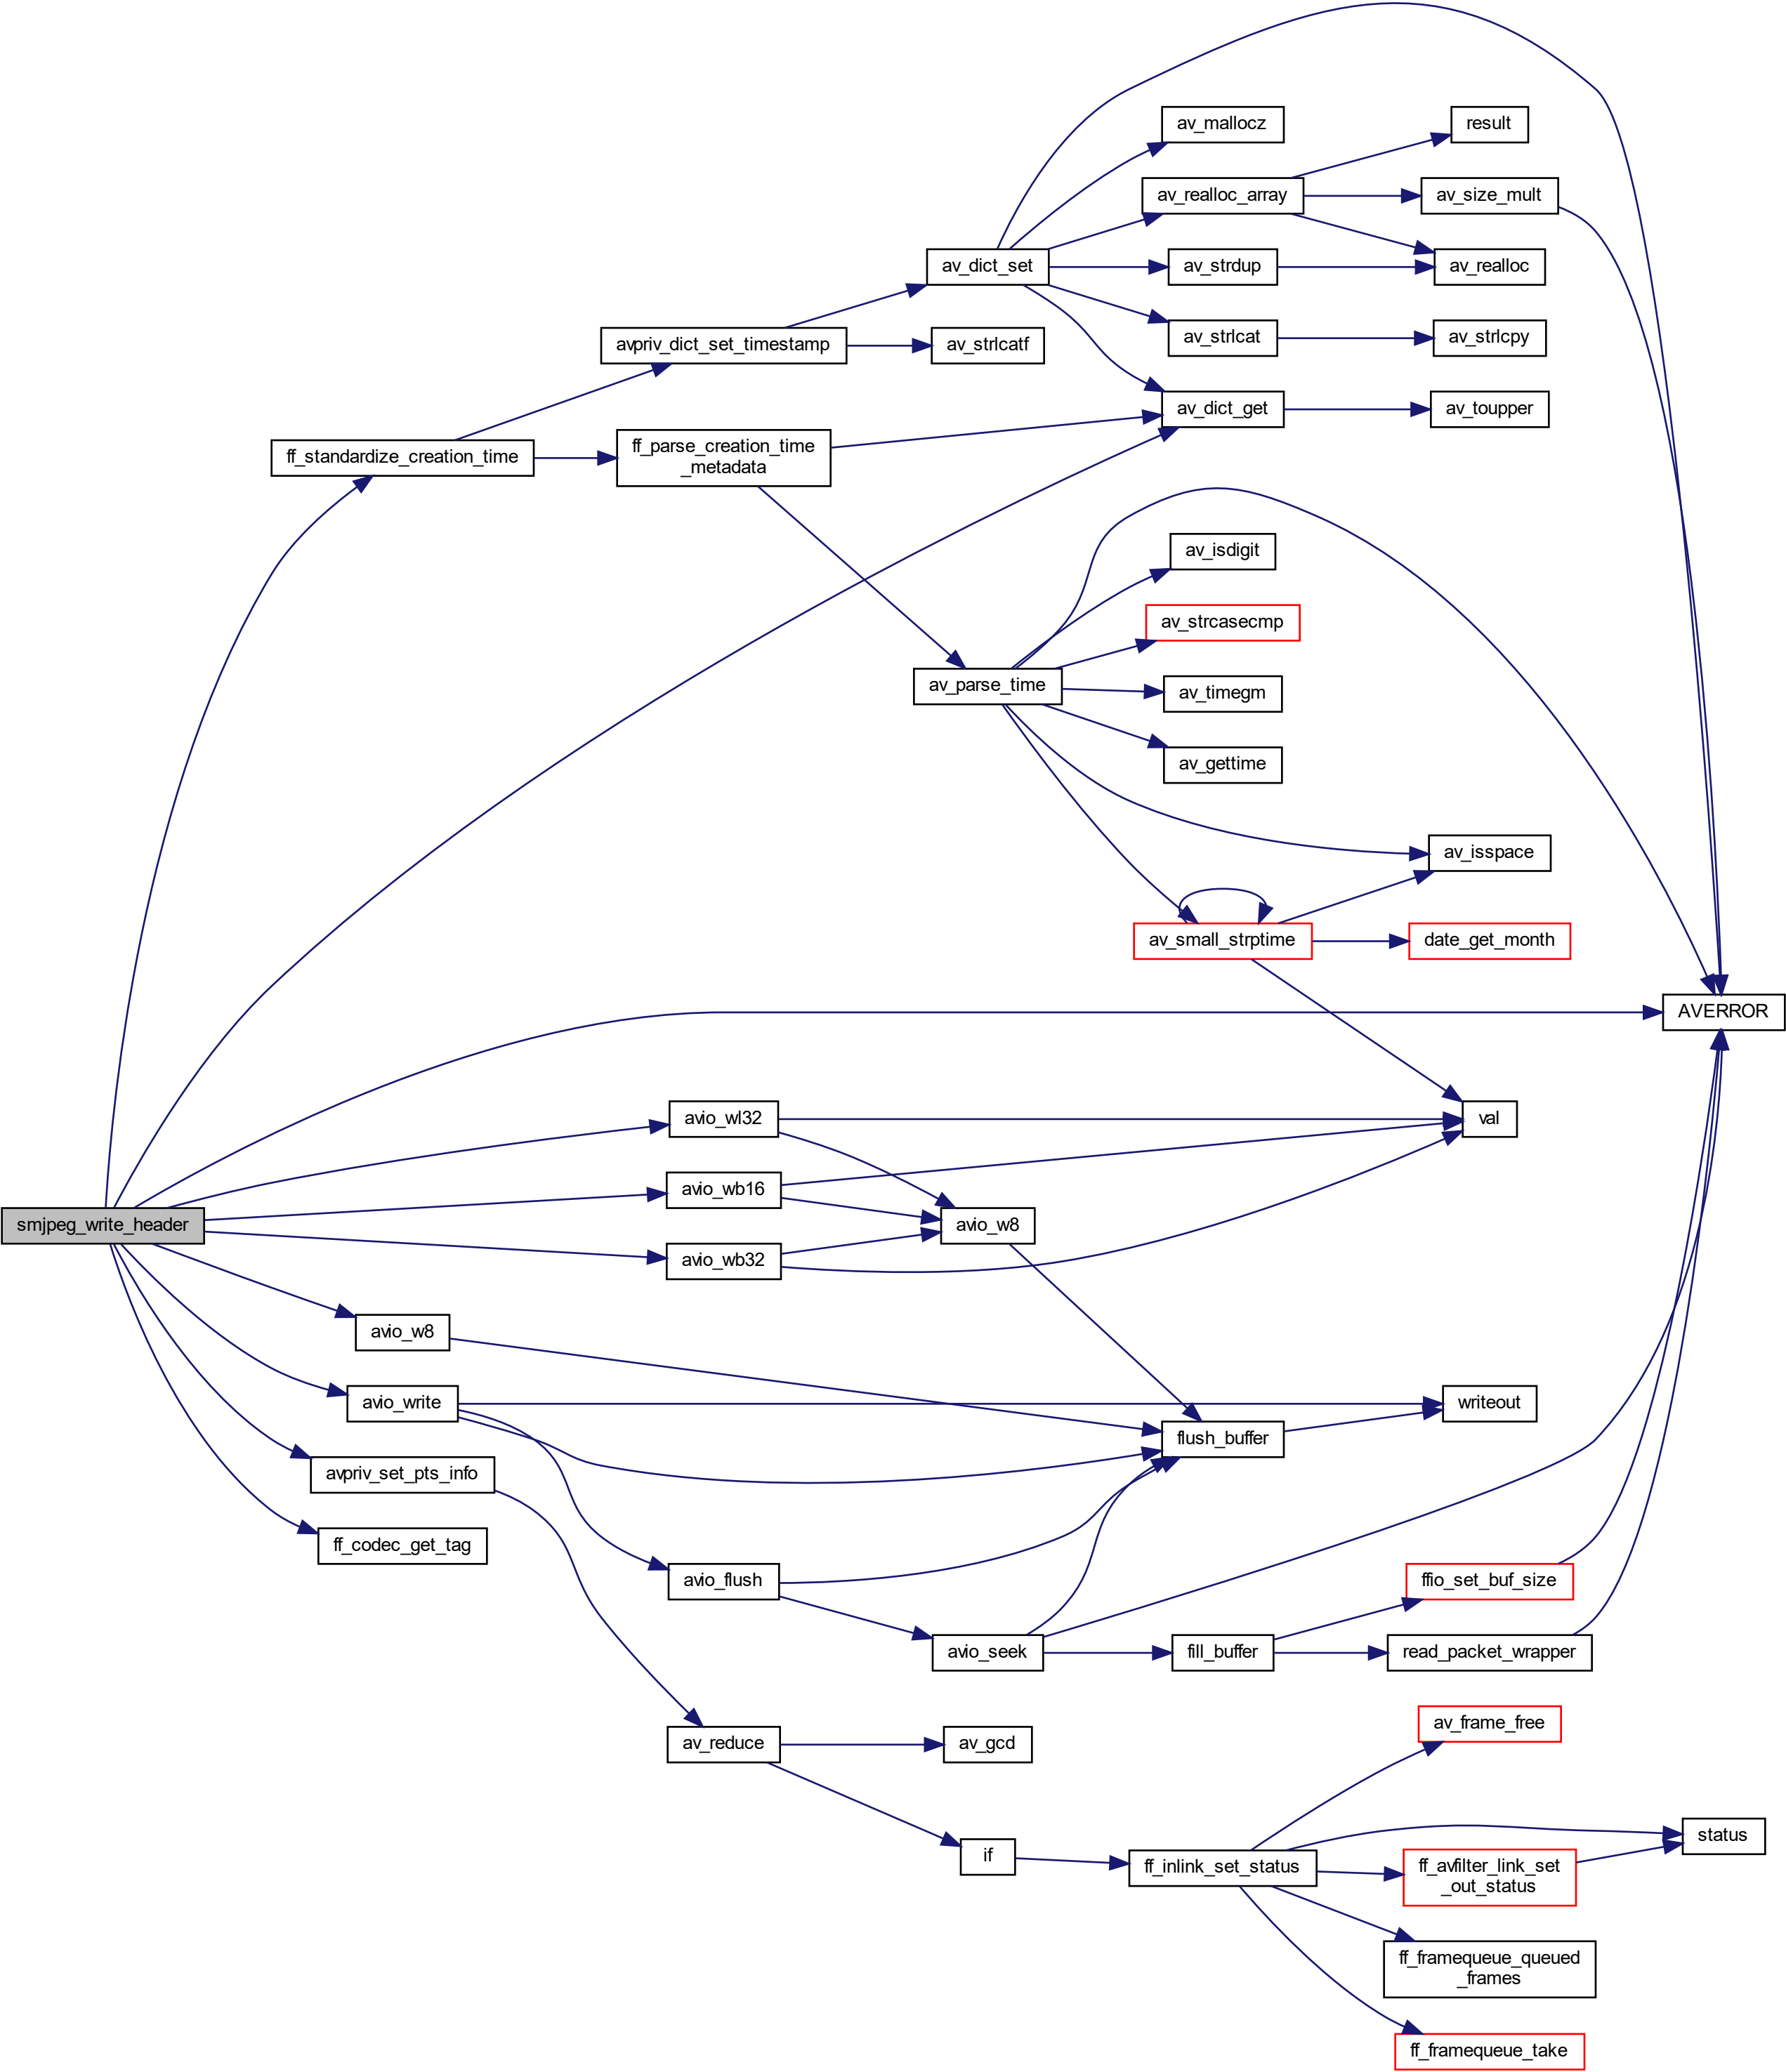 av_mallocz
result
av_realloc_array
av_size_mult
av_dict_set
av_strdup
av_realloc
avpriv_dict_set_timestamp
av_strlcatf
av_strlcat
av_strlcpy
av_dict_get
av_toupper
ff_standardize_creation_time
ff_parse_creation_time
_metadata
av_isdigit
av_strcasecmp
av_parse_time
av_timegm
av_gettime
av_isspace
av_small_strptime
date_get_month
AVERROR
avio_wl32
val
avio_wb16
smjpeg_write_header
avio_w8
avio_wb32
avio_w8
avio_write
writeout
flush_buffer
avpriv_set_pts_info
ff_codec_get_tag
avio_flush
ffio_set_buf_size
avio_seek
fill_buffer
read_packet_wrapper
av_frame_free
av_reduce
av_gcd
status
if
ff_inlink_set_status
ff_avfilter_link_set
_out_status
ff_framequeue_queued
_frames
ff_framequeue_take